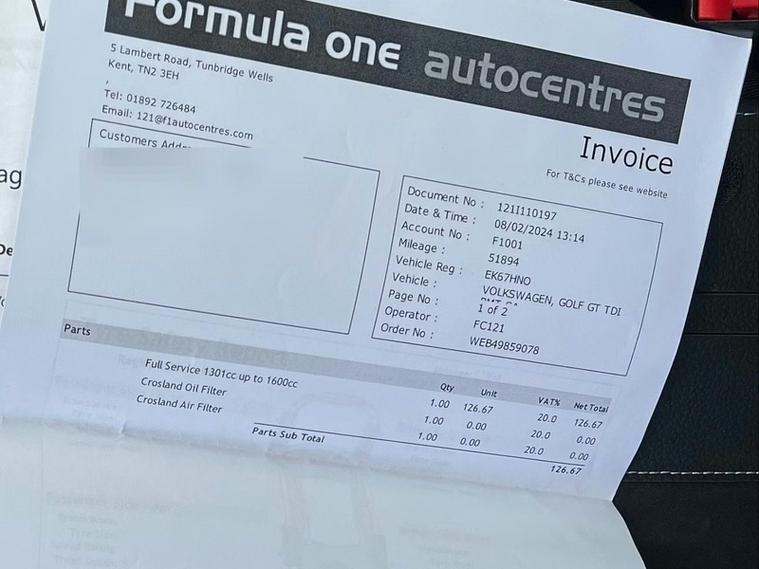 Formula one autocentres
5 Lambert Road, Tunbridge Wells
Kent, TN2 3EH
,
Tel: 01892 726484
Email: 121@f1autocentres.com
Invoice
For T&Cs please see website
Customers
Document No : 121I110197
Date & Time : 08/02/2024 13:14
Account No : F1001
Mileage : 51894
Vehicle Reg : EK67HNO
Vehicle : VOLKSWAGEN, GOLF GT TDI
Page No : 1 of 2
Operator : FC121
Order No : WEB49859078
Parts Qty Unit VAT% Net Total
Full Service 1301cc up to 1600cc 1.00 126.67 20.0 126.67
Crosland Oil Filter 1.00 0.00 20.0 0.00
Crosland Air Filter 1.00 0.00 20.0 0.00
Parts Sub Total 126.67